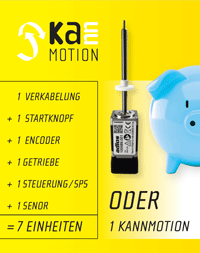 Kann
MOTION
1 VERKABELUNG
+ 1 STARTKNOPF
+ 1 ENCODER
+ 1 GETRIEBE
+ 1 STEUERUNG/SPS
+ 1 SENOR
= 7 EINHEITEN
ODER
1 KANNMOTION